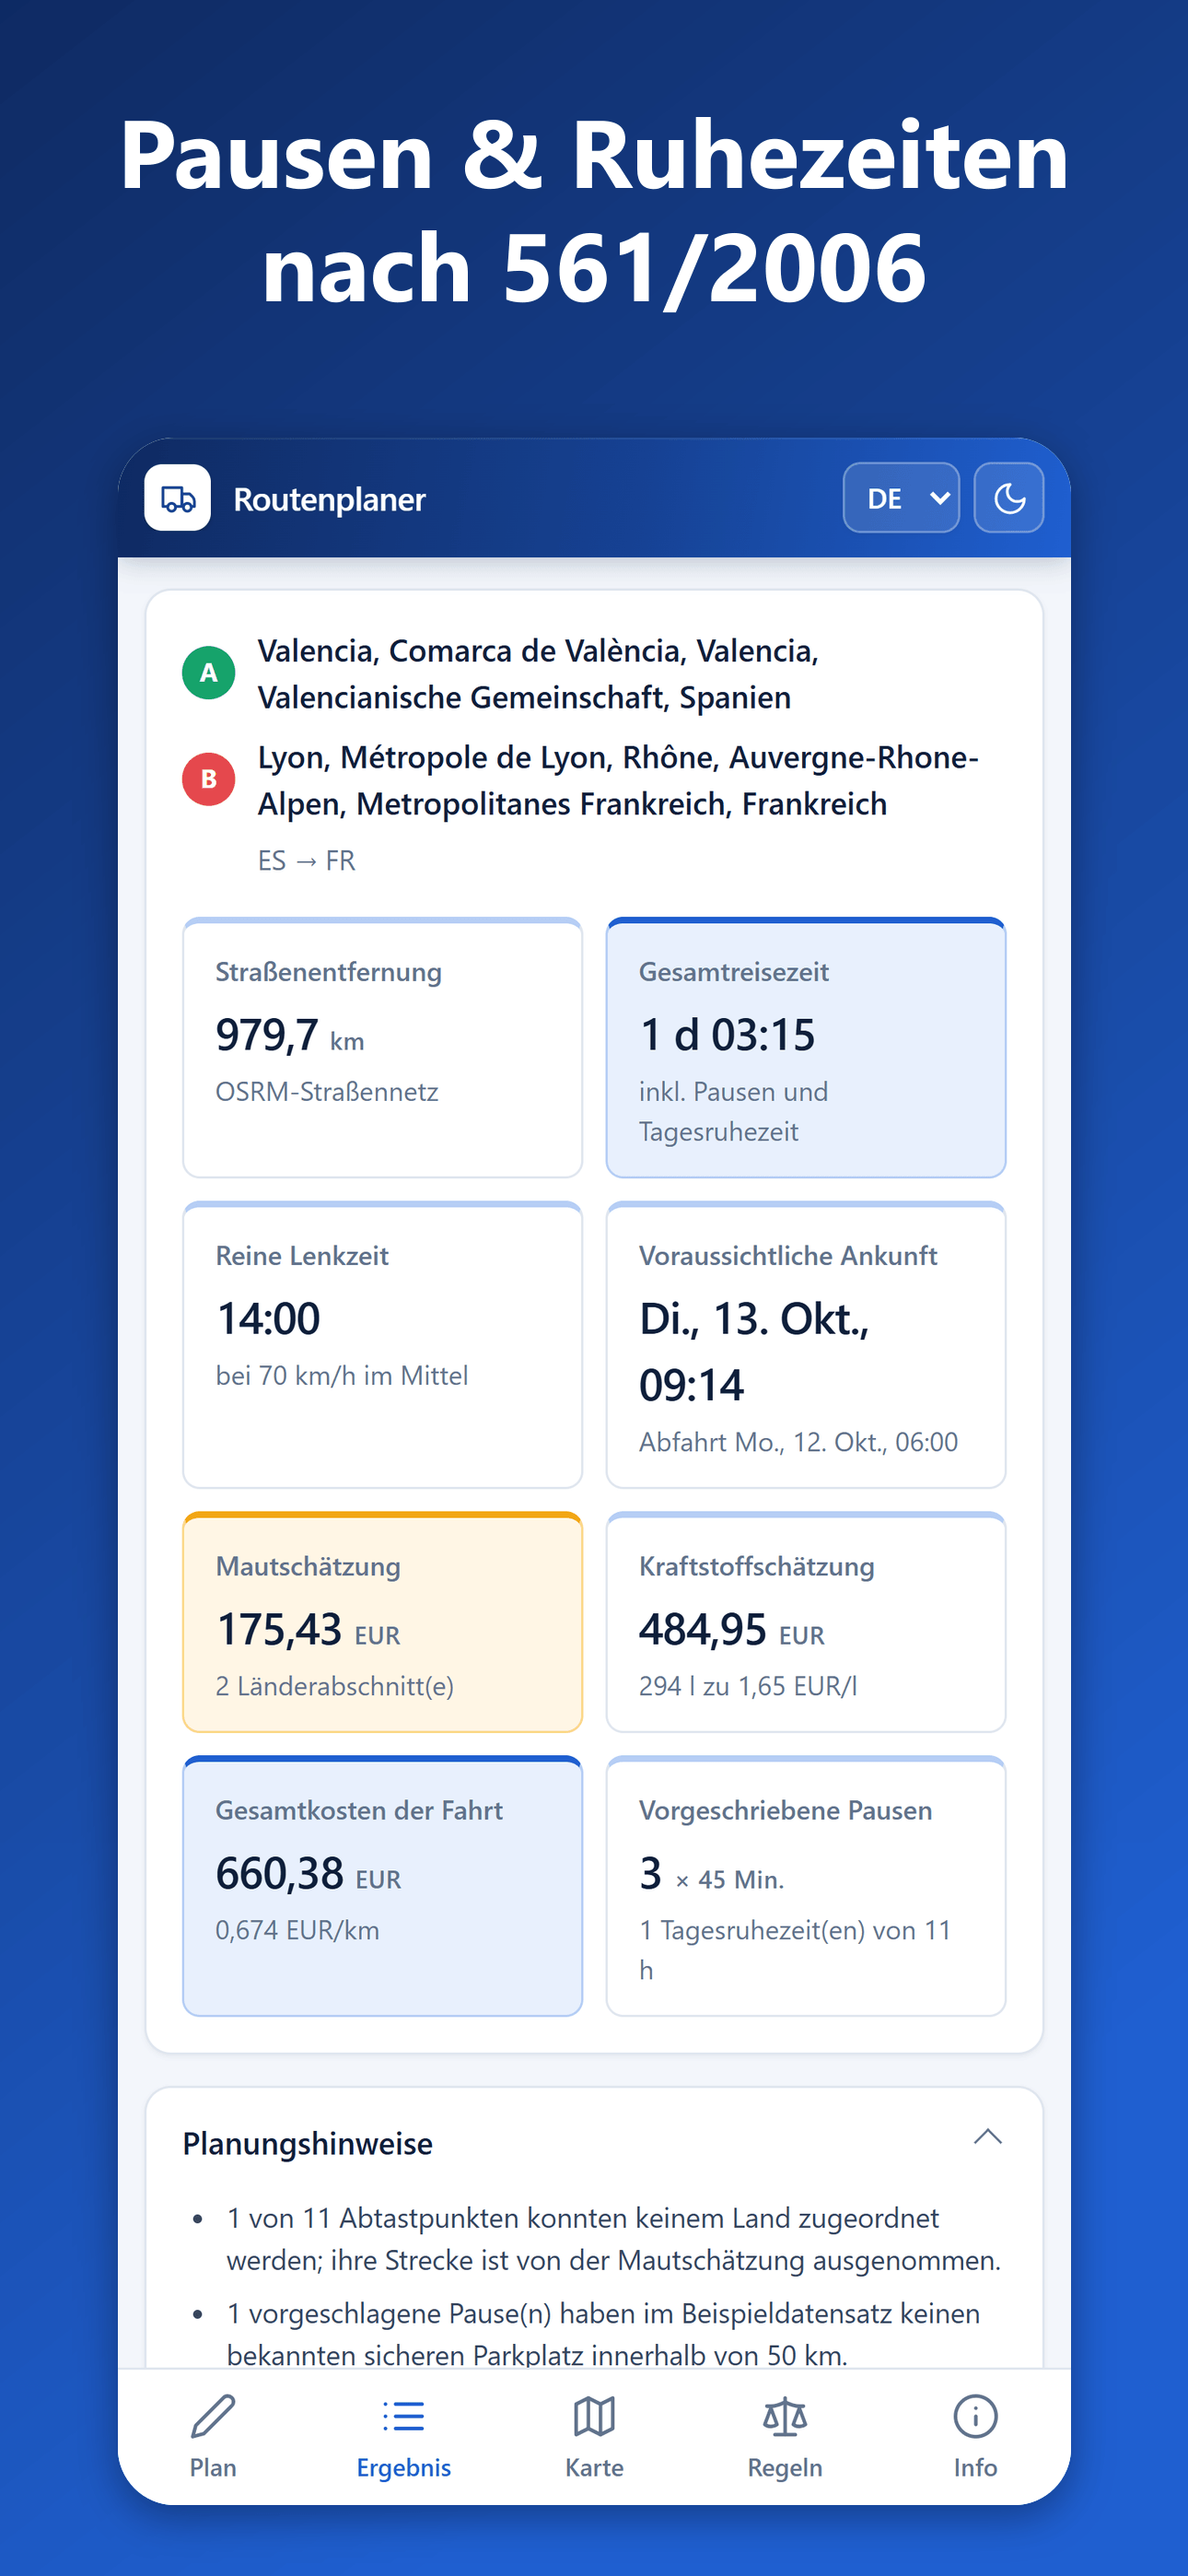 Pausen & Ruhezeiten
nach 561/2006
Routenplaner
DE
A
Valencia, Comarca de València, Valencia,
Valencianische Gemeinschaft, Spanien
B
Lyon, Métropole de Lyon, Rhône, Auvergne-Rhone-
Alpen, Metropolitanes Frankreich, Frankreich
ES → FR
Straßenentfernung
979,7 km
OSRM-Straßennetz
Gesamtreisezeit
1 d 03:15
inkl. Pausen und
Tagesruhezeit
Reine Lenkzeit
14:00
bei 70 km/h im Mittel
Voraussichtliche Ankunft
Di., 13. Okt.,
09:14
Abfahrt Mo., 12. Okt., 06:00
Mautschätzung
175,43 EUR
2 Länderabschnitt(e)
Kraftstoffschätzung
484,95 EUR
294 l zu 1,65 EUR/l
Gesamtkosten der Fahrt
660,38 EUR
0,674 EUR/km
Vorgeschriebene Pausen
3 × 45 Min.
1 Tagesruhezeit(en) von 11
h
Planungshinweise
• 1 von 11 Abtastpunkten konnten keinem Land zugeordnet
werden; ihre Strecke ist von der Mautschätzung ausgenommen.
• 1 vorgeschlagene Pause(n) haben im Beispieldatensatz keinen
bekannten sicheren Parkplatz innerhalb von 50 km.
Plan
Ergebnis
Karte
Regeln
Info